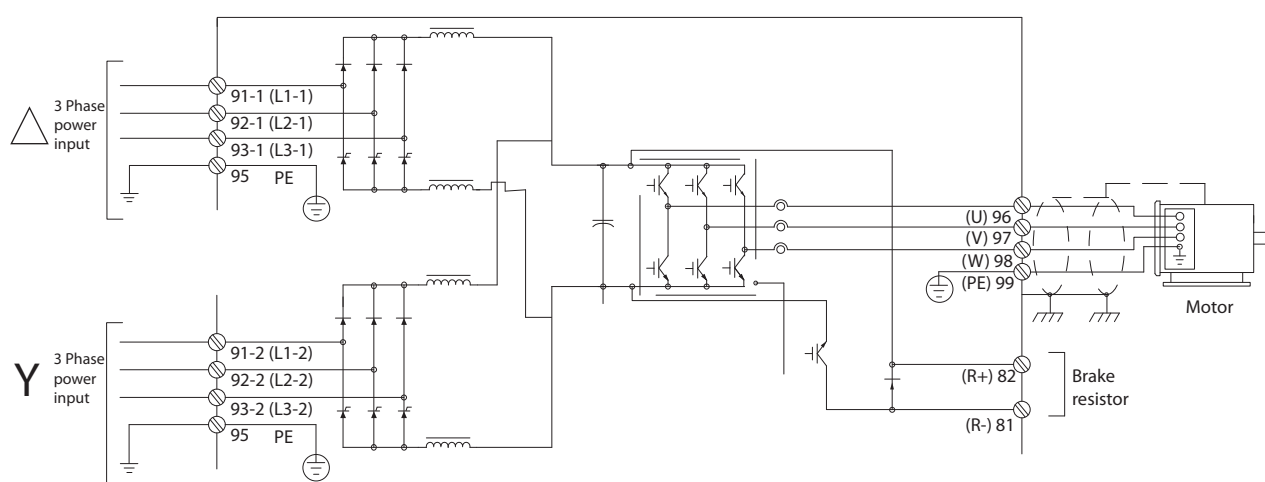 3 Phase
power
input
91-1 (L1-1)
92-1 (L2-1)
93-1 (L3-1)
95 PE
(U) 96
(V) 97
(W) 98
(PE) 99
Motor
Y
3 Phase
power
input
91-2 (L1-2)
92-2 (L2-2)
93-2 (L3-2)
95 PE
(R+) 82
(R-) 81
Brake
resistor